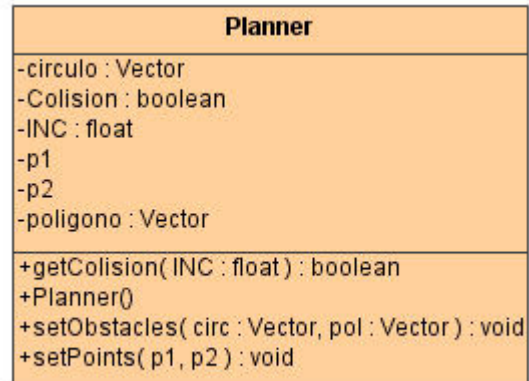 Planner
-circulo : Vector
-Colision : boolean
-INC : float
-p1
-p2
-poligono : Vector
+getColision( INC : float ) : boolean
+Planner()
+setObstacles( circ : Vector, pol : Vector ) : void
+setPoints( p1, p2 ) : void